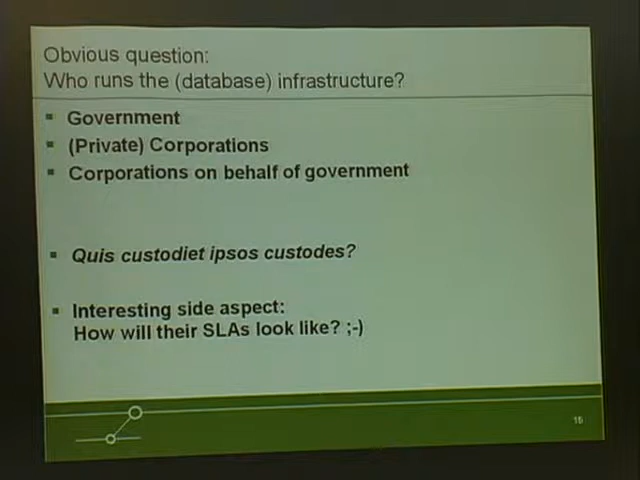 Obvious question:
Who runs the (database) infrastructure?
Government
(Private) Corporations
Corporations on behalf of government
Quis custodiet ipsos custodes?
Interesting side aspect:
How will their SLAs look like? ;-)
15